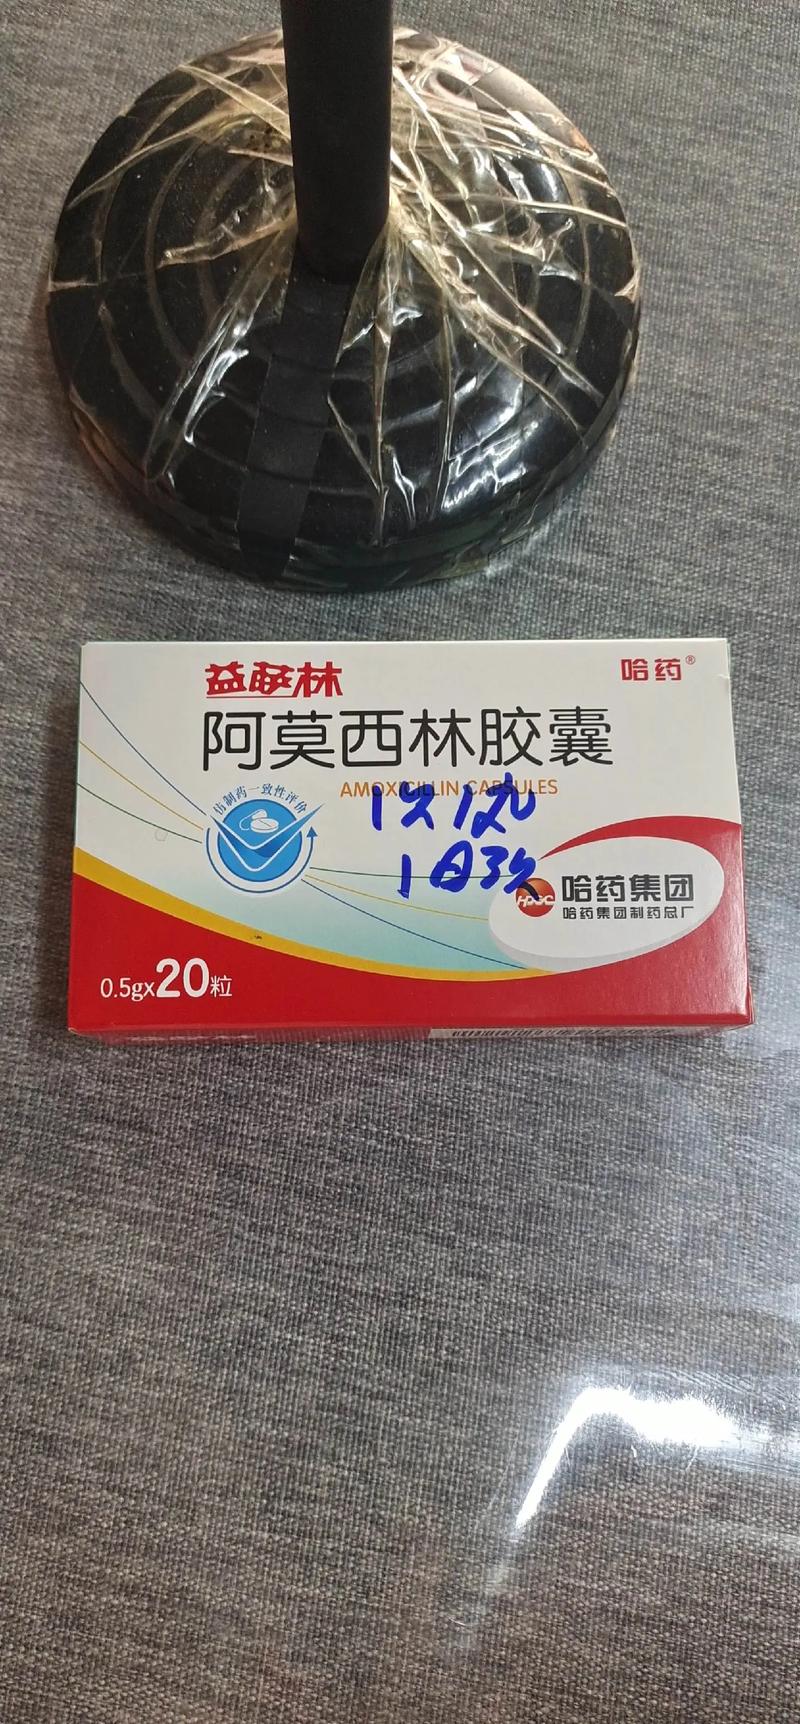 益萨林
哈药®
阿莫西林胶囊
AMOXICILLIN CAPSULES
仿制药一致性评价
1次1粒
1日3次
HPGC
哈药集团
哈药集团制药总厂
0.5gx20粒